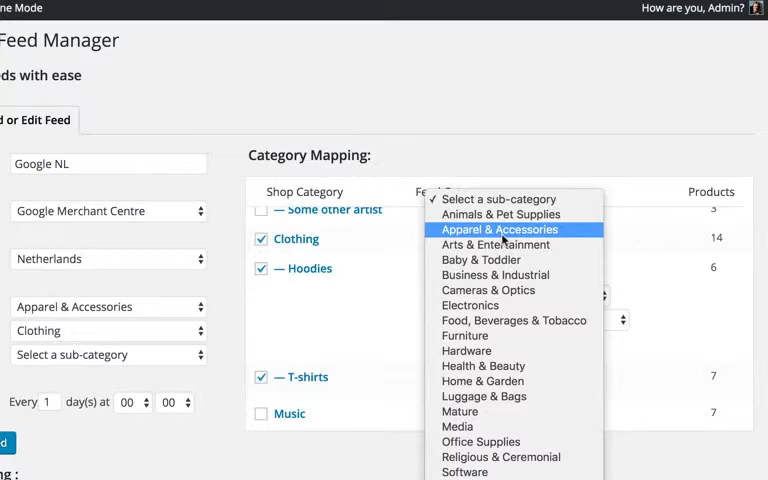 ne Mode
How are you, Admin?
Feed Manager
eds with ease
d or Edit Feed
Google NL
Google Merchant Centre
Netherlands
Apparel & Accessories
Clothing
Select a sub-category
Every 1 day(s) at 00 00
ed
ng :
Category Mapping:
Shop Category
Products
— Some other artist 3
Clothing 14
— Hoodies 6
— T-shirts 7
Music 7
✓ Select a sub-category
Animals & Pet Supplies
Apparel & Accessories
Arts & Entertainment
Baby & Toddler
Business & Industrial
Cameras & Optics
Electronics
Food, Beverages & Tobacco
Furniture
Hardware
Health & Beauty
Home & Garden
Luggage & Bags
Mature
Media
Office Supplies
Religious & Ceremonial
Software